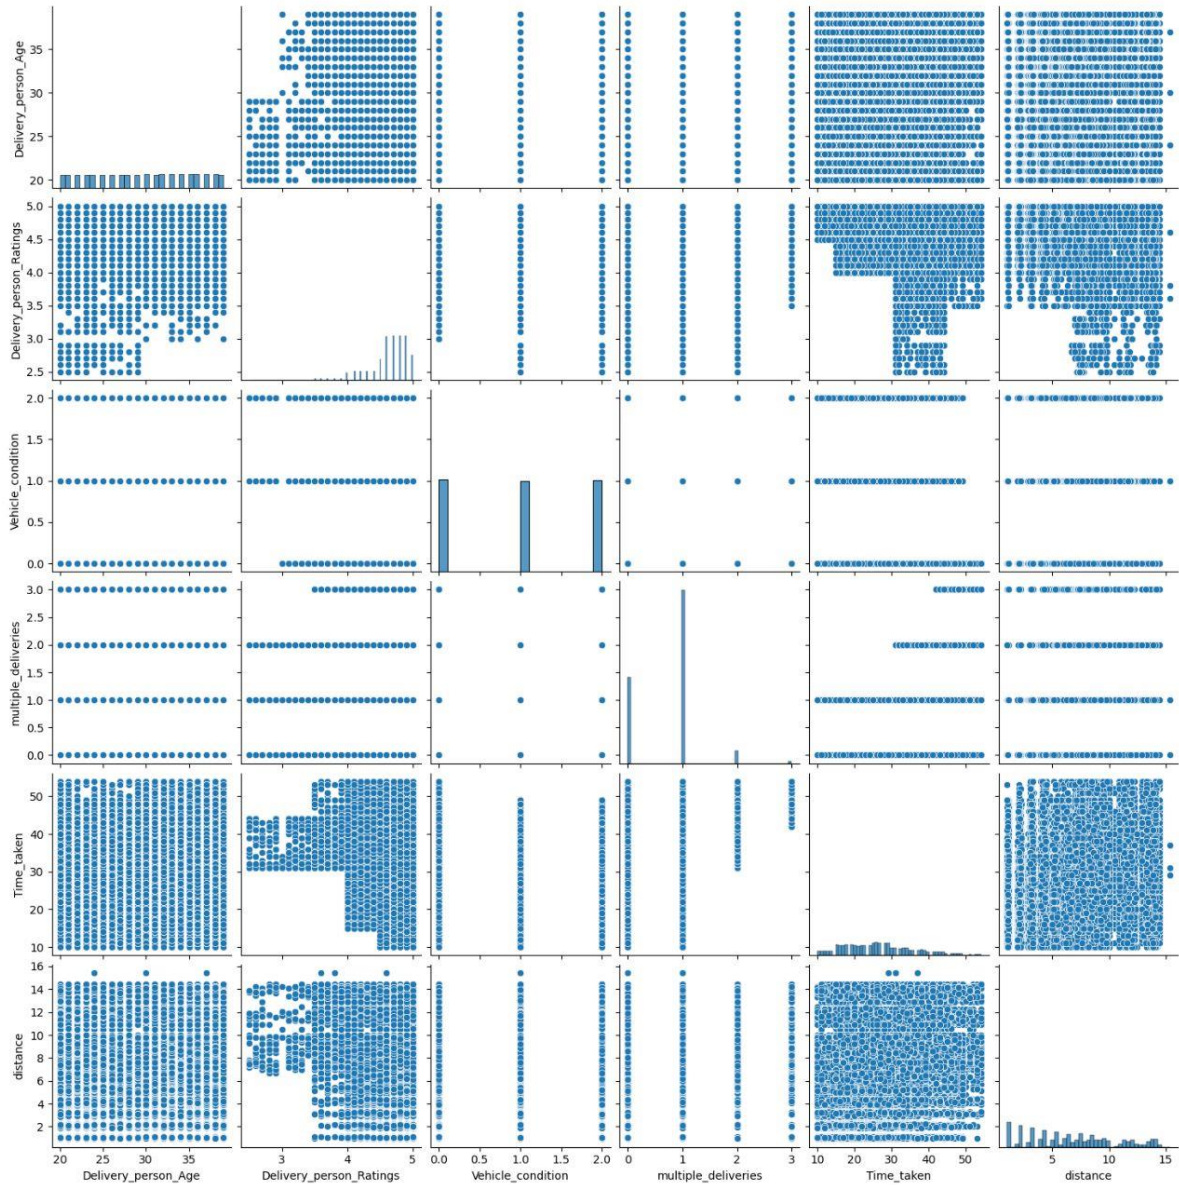 Delivery_person_Age
35
30
25
20
Delivery_person_Ratings
5.0
4.5
4.0
3.5
3.0
2.5
Vehicle_condition
2.0
1.5
1.0
0.5
0.0
multiple_deliveries
3.0
2.5
2.0
1.5
1.0
0.5
0.0
Time_taken
50
40
30
20
10
distance
16
14
12
10
8
6
4
2
20 25 30 35
3 4 5
0.0 0.5 1.0 1.5 2.0
0 1 2 3
10 20 30 40 50
5 10 15
Delivery_person_Age Delivery_person_Ratings Vehicle_condition multiple_deliveries Time_taken distance